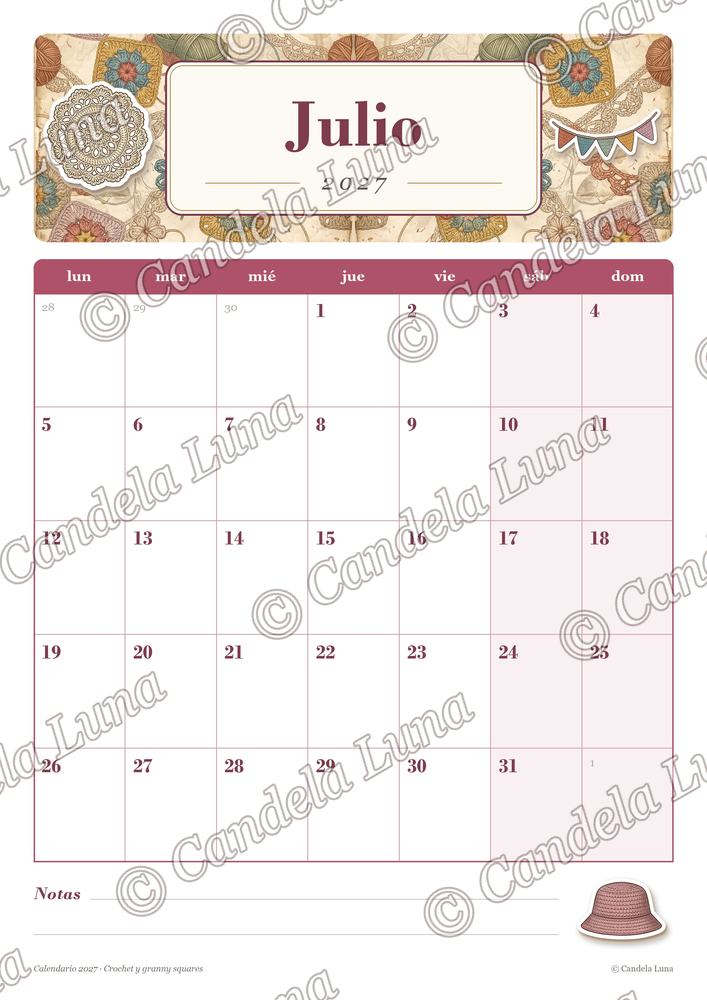 Julio
2027
lun mar mié jue vie sáb dom
28 29 30 1 2 3 4
5 6 7 8 9 10 11
12 13 14 15 16 17 18
19 20 21 22 23 24 25
26 27 28 29 30 31 1
Notas
Calendario 2027 · Crochet y granny squares
© Candela Luna
© Candela Luna